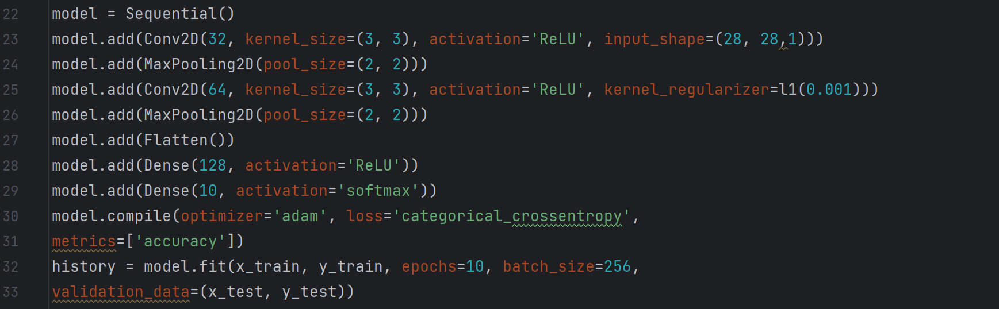 22 model = Sequential()
23 model.add(Conv2D(32, kernel_size=(3, 3), activation='ReLU', input_shape=(28, 28,1)))
24 model.add(MaxPooling2D(pool_size=(2, 2)))
25 model.add(Conv2D(64, kernel_size=(3, 3), activation='ReLU', kernel_regularizer=l1(0.001)))
26 model.add(MaxPooling2D(pool_size=(2, 2)))
27 model.add(Flatten())
28 model.add(Dense(128, activation='ReLU'))
29 model.add(Dense(10, activation='softmax'))
30 model.compile(optimizer='adam', loss='categorical_crossentropy',
31 metrics=['accuracy'])
32 history = model.fit(x_train, y_train, epochs=10, batch_size=256,
33 validation_data=(x_test, y_test))